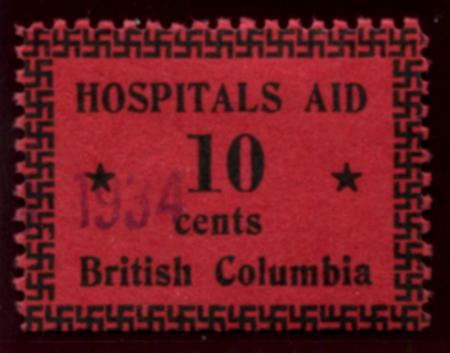 HOSPITALS AID
10
1934
cents
British Columbia